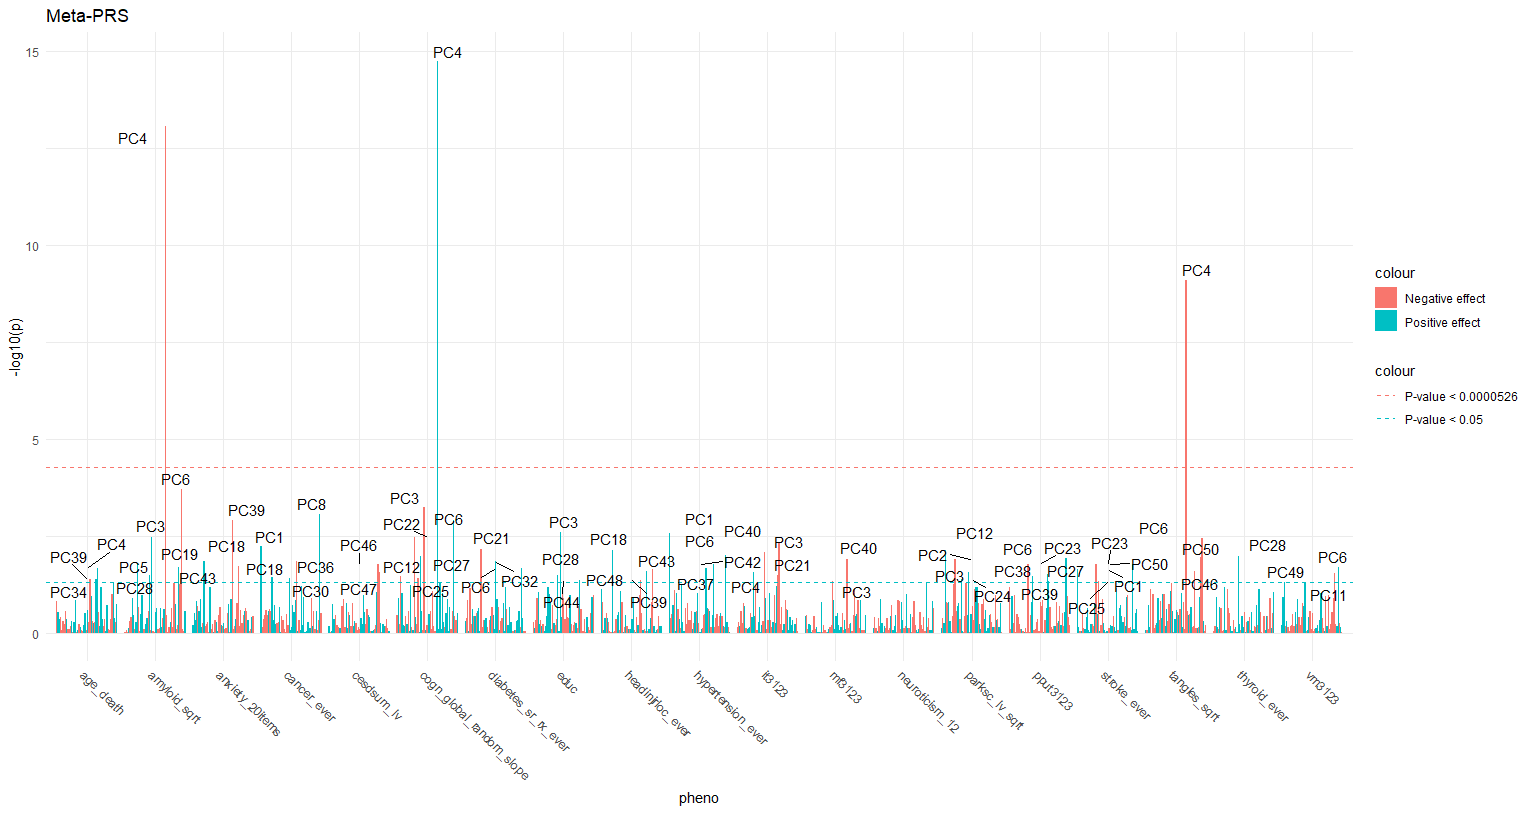 Meta-PRS
15
PC4
PC4
10
PC4
colour
Negative effect
Positive effect
colour
P-value < 0.0000526
P-value < 0.05
-log10(p)
5
PC6
PC39
PC8
PC3
PC3
PC22
PC6
PC3
PC1
PC6
PC40
PC12
PC19
PC18
PC1
PC46
PC21
PC18
PC6
PC3
PC40
PC2
PC6
PC23
PC23
PC50
PC28
PC6
PC39
PC4
PC5
PC43
PC18
PC36
PC12
PC27
PC28
PC43
PC42
PC21
PC3
PC38
PC27
PC50
PC49
PC34
PC28
PC30
PC47
PC25
PC6
PC32
PC44
PC48
PC39
PC37
PC4
PC3
PC24
PC39
PC25
PC1
PC46
PC11
0
age_death
amyloid_sqrt
anxiety_20items
cancer_ever
cesdsum_lv
cogn_global_random_slope
diabetes_sr_rx_ever
educ
headinjrloc_ever
hypertension_ever
it3123
mf3123
neuroticism_12
parksc_lv_sqrt
pput3123
stroke_ever
tangles_sqrt
thyroid_ever
vm3123
pheno